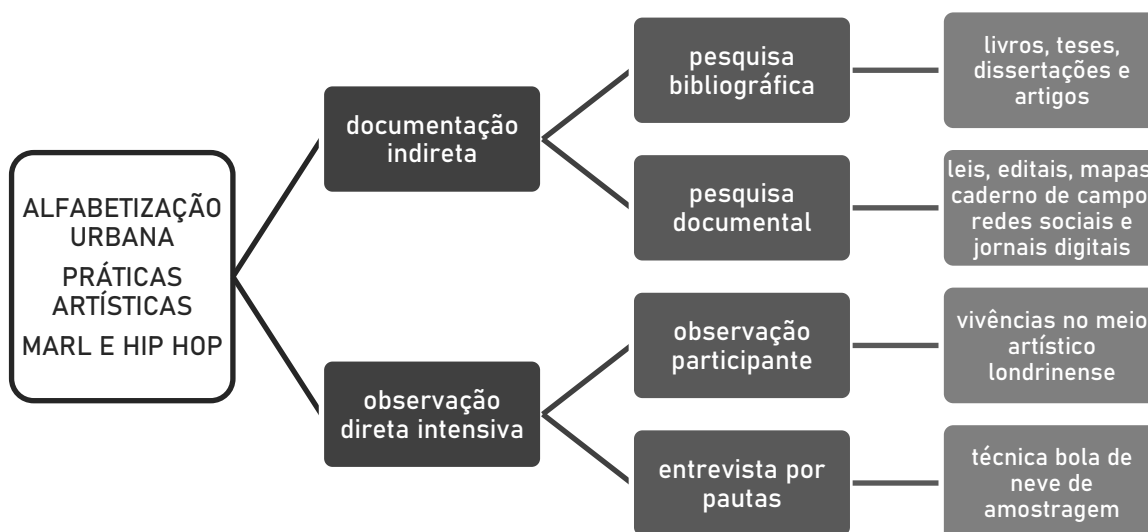 ALFABETIZAÇÃO
URBANA
PRÁTICAS
ARTÍSTICAS
MARL E HIP HOP
documentação
indireta
pesquisa
bibliográfica
livros, teses,
dissertações e
artigos
pesquisa
documental
leis, editais, mapas
caderno de campo
redes sociais e
jornais digitais
observação
direta intensiva
observação
participante
vivências no meio
artístico
londrinense
entrevista por
pautas
técnica bola de
neve de
amostragem